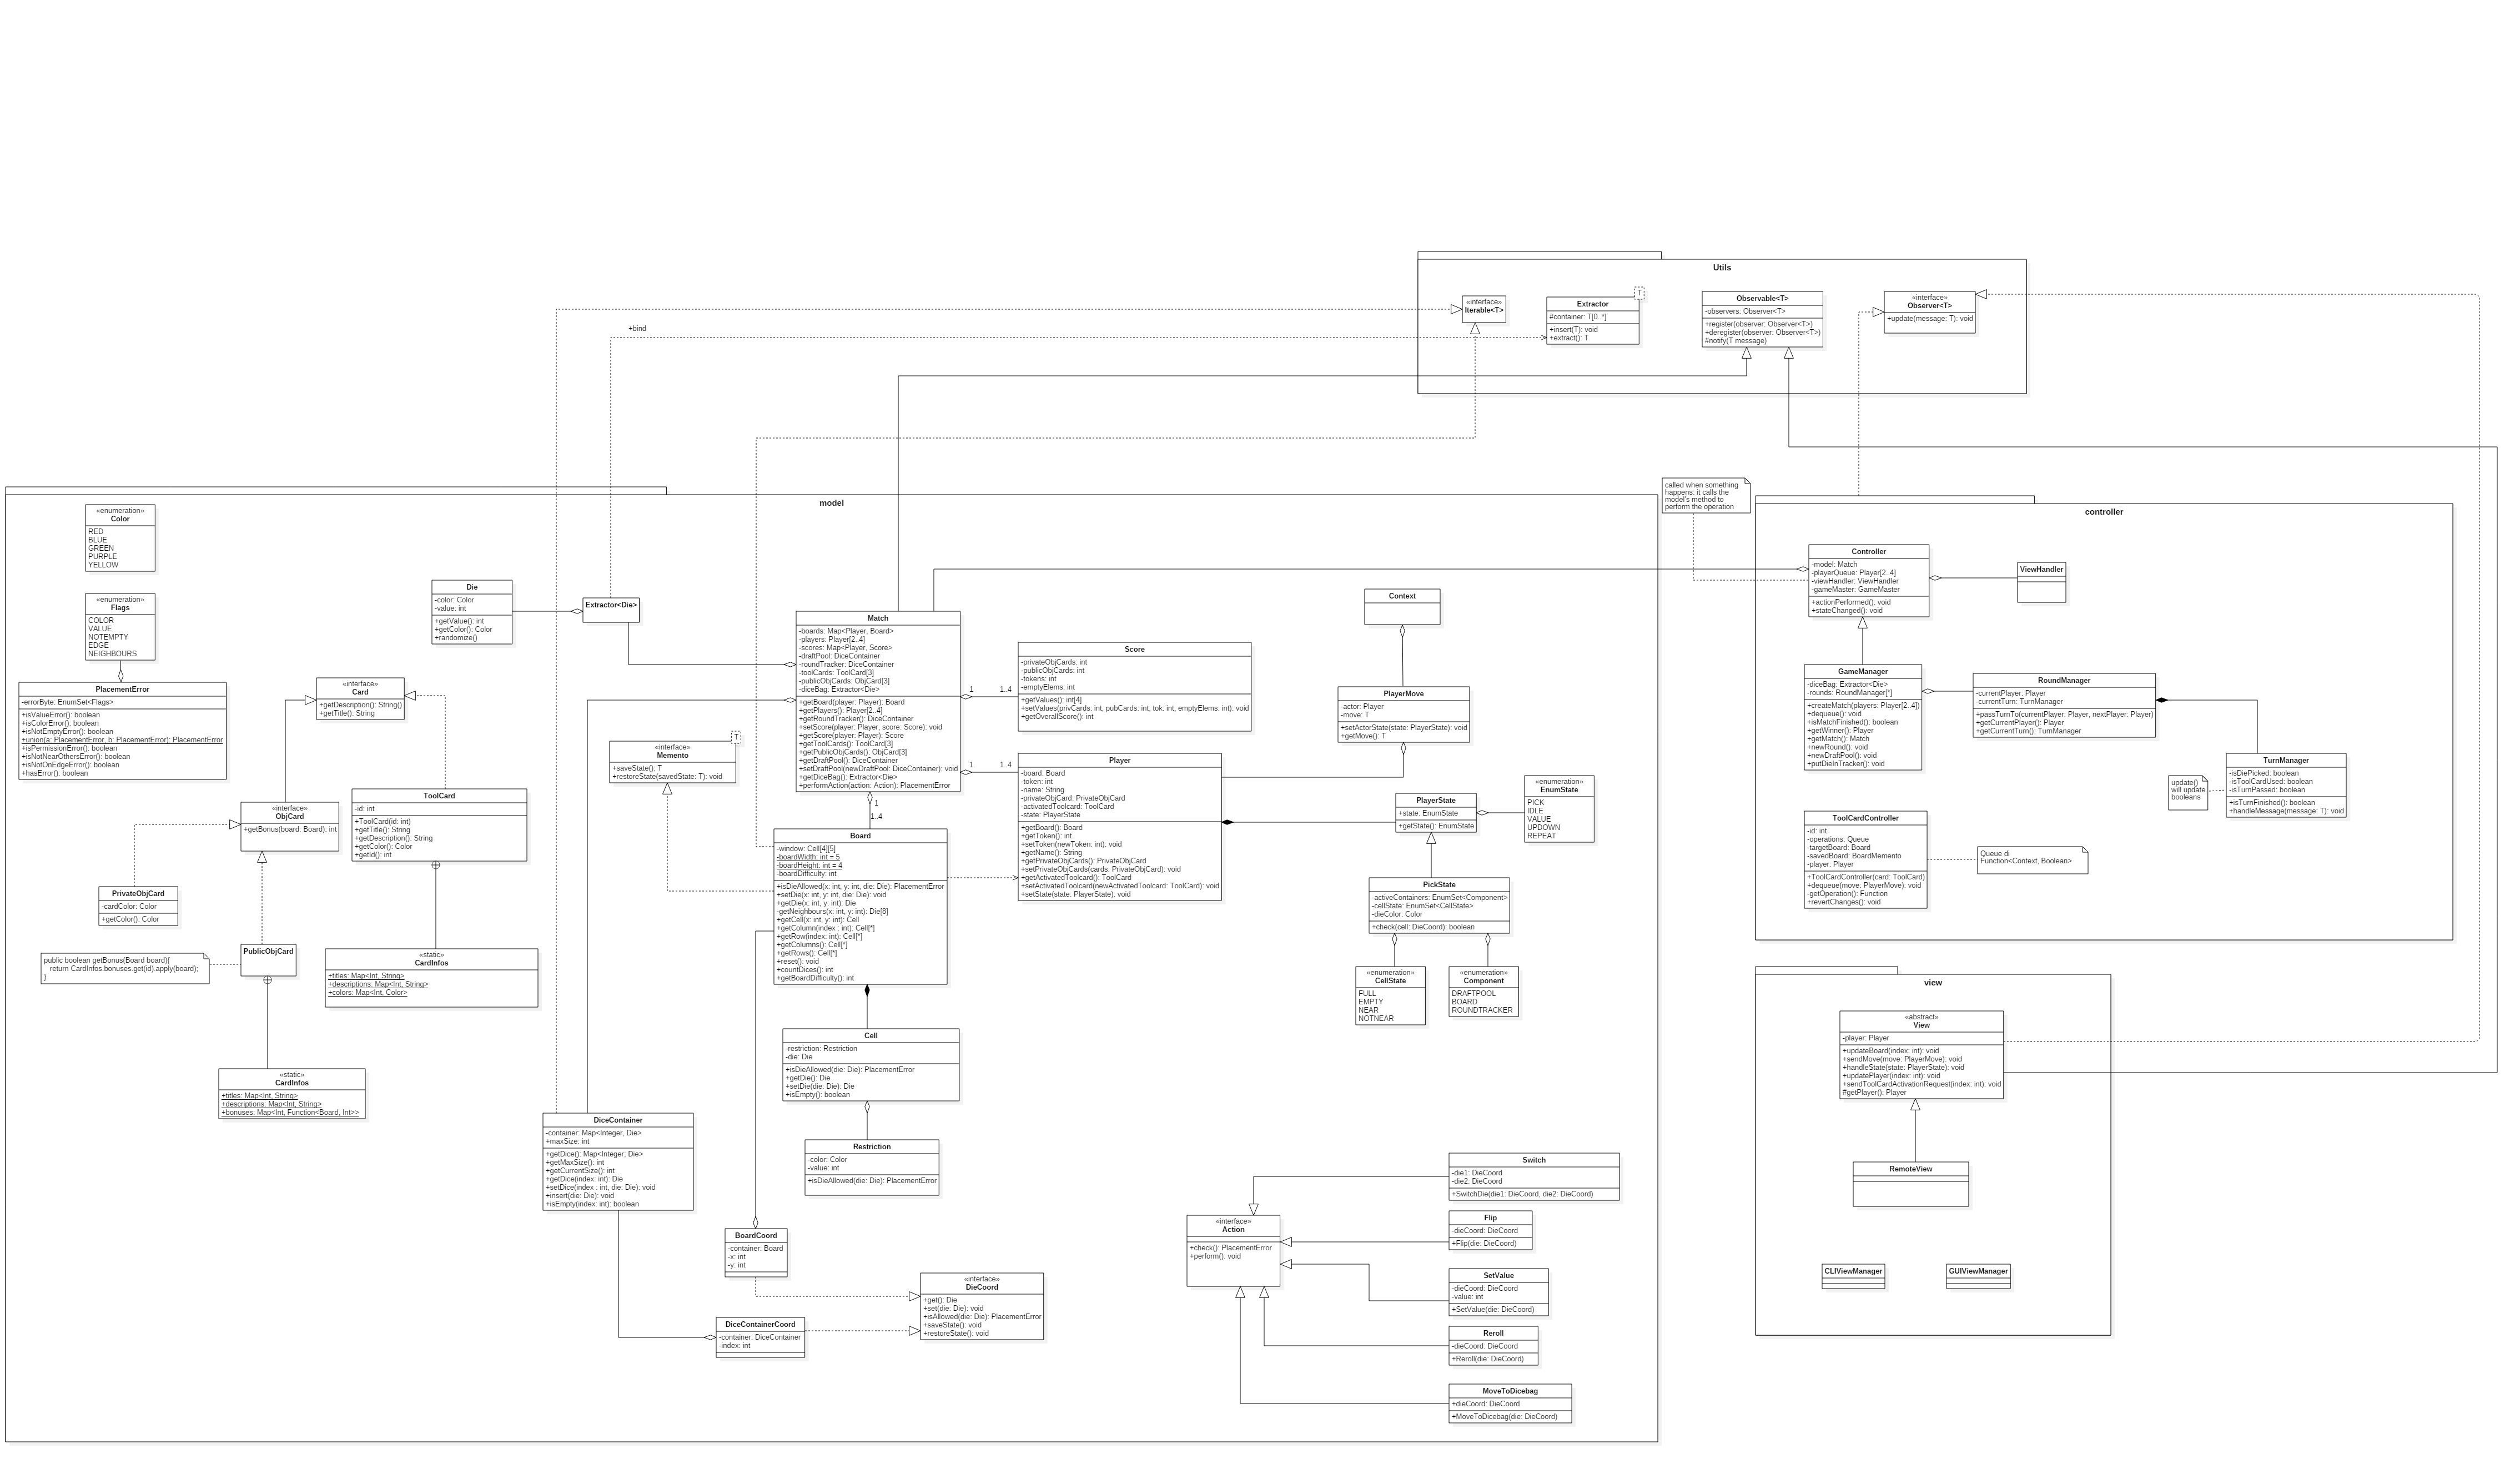 Utils
«interface»
Iterable<T>
T
Extractor
#container: T[0..*]
+insert(T): void
+extract(): T
Observable<T>
-observers: Observer<T>
+register(observer: Observer<T>)
+deregister(observer: Observer<T>)
#notify(T message)
«interface»
Observer<T>
+update(message: T): void
+bind
model
«enumeration»
Color
RED
BLUE
GREEN
PURPLE
YELLOW
«enumeration»
Flags
COLOR
VALUE
NOTEMPTY
EDGE
NEIGHBOURS
PlacementError
-errorByte: EnumSet<Flags>
+isValueError(): boolean
+isColorError(): boolean
+isNotEmptyError(): boolean
+union(a: PlacementError, b: PlacementError): PlacementError
+isPermissionError(): boolean
+isNotNearOthersError(): boolean
+isNotOnEdgeError(): boolean
+hasError(): boolean
Die
-color: Color
-value: int
+getValue(): int
+getColor(): Color
+randomize()
Extractor<Die>
«interface»
Card
+getDescription(): String()
+getTitle(): String
«interface»
ObjCard
+getBonus(board: Board): int
ToolCard
-id: int
+ToolCard(id: int)
+getTitle(): String
+getDescription(): String
+getColor(): Color
+getId(): int
PrivateObjCard
-cardColor: Color
+getColor(): Color
PublicObjCard
public boolean getBonus(Board board){
return CardInfos.bonuses.get(id).apply(board);
}
«static»
CardInfos
+titles: Map<Int, String>
+descriptions: Map<Int, String>
+colors: Map<Int, Color>
«static»
CardInfos
+titles: Map<Int, String>
+descriptions: Map<Int, String>
+bonuses: Map<Int, Function<Board, Int>>
T
«interface»
Memento
+saveState(): T
+restoreState(savedState: T): void
Match
-boards: Map<Player, Board>
-players: Player[2..4]
-scores: Map<Player, Score>
-draftPool: DiceContainer
-roundTracker: DiceContainer
-toolCards: ToolCard[3]
-publicObjCards: ObjCard[3]
-diceBag: Extractor<Die>
+getBoard(player: Player): Board
+getPlayers(): Player[2..4]
+getRoundTracker(): DiceContainer
+setScore(player: Player, score: Score): void
+getScore(player: Player): Score
+getToolCards(): ToolCard[3]
+getPublicObjCards(): ObjCard[3]
+getDraftPool(): DiceContainer
+setDraftPool(newDraftPool: DiceContainer): void
+getDiceBag(): Extractor<Die>
+performAction(action: Action): PlacementError
1
1..4
1
1..4
1
1..4
Score
-privateObjCards: int
-publicObjCards: int
-tokens: int
-emptyElems: int
+getValues(): int[4]
+setValues(privCards: int, pubCards: int, tok: int, emptyElems: int): void
+getOverallScore(): int
Player
-board: Board
-token: int
-name: String
-privateObjCard: PrivateObjCard
-activatedToolcard: ToolCard
-state: PlayerState
+getBoard(): Board
+getToken(): int
+setToken(newToken: int): void
+getName(): String
+getPrivateObjCards(): PrivateObjCard
+setPrivateObjCards(cards: PrivateObjCard): void
+getActivatedToolcard(): ToolCard
+setActivatedToolcard(newActivatedToolcard: ToolCard): void
+setState(state: PlayerState): void
Board
-window: Cell[4][5]
-boardWidth: int = 5
-boardHeight: int = 4
-boardDifficulty: int
+isDieAllowed(x: int, y: int, die: Die): PlacementError
+setDie(x: int, y: int, die: Die): void
+getDie(x: int, y: int): Die
-getNeighbours(x: int, y: int): Die[8]
+getCell(x: int, y: int): Cell
+getColumn(index : int): Cell[*]
+getRow(index: int): Cell[*]
+getColumns(): Cell[*]
+getRows(): Cell[*]
+reset(): void
+countDices(): int
+getBoardDifficulty(): int
Cell
-restriction: Restriction
-die: Die
+isDieAllowed(die: Die): PlacementError
+getDie(): Die
+setDie(die: Die): Die
+isEmpty(): boolean
Restriction
-color: Color
-value: int
+isDieAllowed(die: Die): PlacementError
DiceContainer
-container: Map<Integer, Die>
+maxSize: int
+getDice(): Map<Integer; Die>
+getMaxSize(): int
+getCurrentSize(): int
+getDice(index: int): Die
+setDice(index : int, die: Die): void
+insert(die: Die): void
+isEmpty(index: int): boolean
BoardCoord
-container: Board
-x: int
-y: int
DiceContainerCoord
-container: DiceContainer
-index: int
«interface»
DieCoord
+get(): Die
+set(die: Die): void
+isAllowed(die: Die): PlacementError
+saveState(): void
+restoreState(): void
Context
PlayerMove
-actor: Player
-move: T
+setActorState(state: PlayerState): void
+getMove(): T
PlayerState
+state: EnumState
+getState(): EnumState
«enumeration»
EnumState
PICK
IDLE
VALUE
UPDOWN
REPEAT
PickState
-activeContainers: EnumSet<Component>
-cellState: EnumSet<CellState>
-dieColor: Color
+check(cell: DieCoord): boolean
«enumeration»
CellState
FULL
EMPTY
NEAR
NOTNEAR
«enumeration»
Component
DRAFTPOOL
BOARD
ROUNDTRACKER
«interface»
Action
+check(): PlacementError
+perform(): void
Switch
-die1: DieCoord
-die2: DieCoord
+SwitchDie(die1: DieCoord, die2: DieCoord)
Flip
-dieCoord: DieCoord
+Flip(die: DieCoord)
SetValue
-dieCoord: DieCoord
-value: int
+SetValue(die: DieCoord)
Reroll
-dieCoord: DieCoord
+Reroll(die: DieCoord)
MoveToDicebag
+dieCoord: DieCoord
+MoveToDicebag(die: DieCoord)
called when something
happens: it calls the
model's method to
perform the operation
controller
Controller
-model: Match
-playerQueue: Player[2..4]
-viewHandler: ViewHandler
-gameMaster: GameMaster
+actionPerformed(): void
+stateChanged(): void
ViewHandler
GameManager
-diceBag: Extractor<Die>
-rounds: RoundManager[*]
+createMatch(players: Player[2..4])
+dequeue(): void
+isMatchFinished(): boolean
+getWinner(): Player
+getMatch(): Match
+newRound(): void
+newDraftPool(): void
+putDieInTracker(): void
RoundManager
-currentPlayer: Player
-currentTurn: TurnManager
+passTurnTo(currentPlayer: Player, nextPlayer: Player)
+getCurrentPlayer(): Player
+getCurrentTurn(): TurnManager
TurnManager
-isDiePicked: boolean
-isToolCardUsed: boolean
-isTurnPassed: boolean
+isTurnFinished(): boolean
+handleMessage(message: T): void
update()
will update
booleans
ToolCardController
-id: int
-operations: Queue
-targetBoard: Board
-savedBoard: BoardMemento
-player: Player
+ToolCardController(card: ToolCard)
+dequeue(move: PlayerMove): void
-getOperation(): Function
+revertChanges(): void
Queue di
Function<Context, Boolean>
view
«abstract»
View
-player: Player
+updateBoard(index: int): void
+sendMove(move: PlayerMove): void
+handleState(state: PlayerState): void
+updatePlayer(index: int): void
+sendToolCardActivationRequest(index: int): void
#getPlayer(): Player
RemoteView
CLIViewManager
GUIViewManager